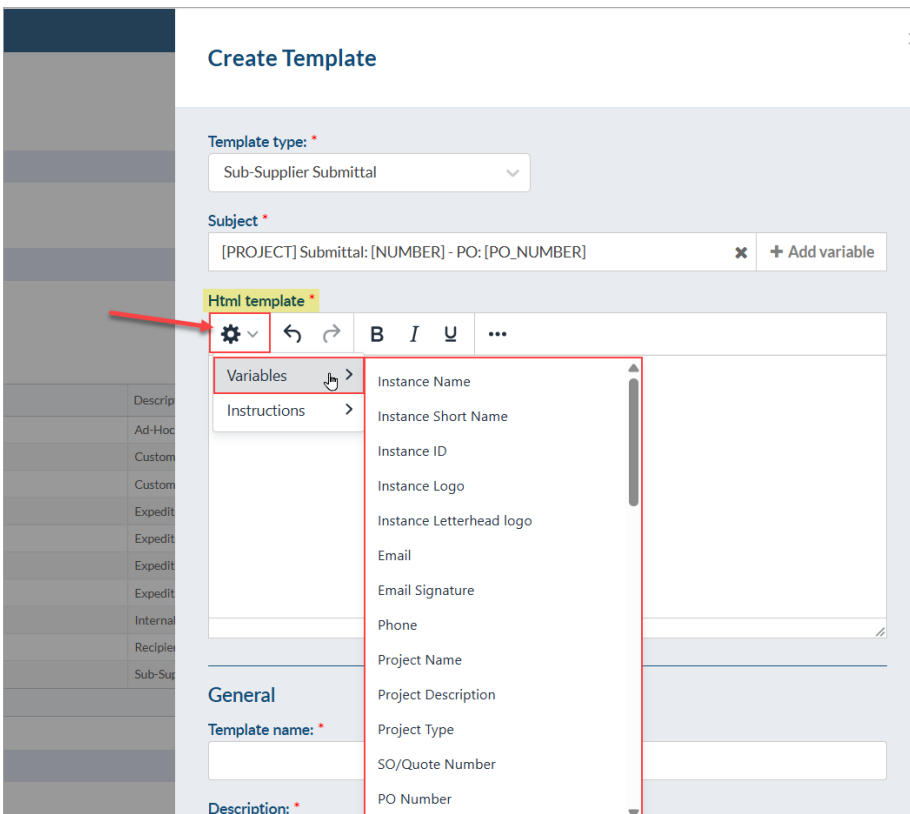 Create Template
Template type: *
Sub-Supplier Submittal
Subject *
[PROJECT] Submittal: [NUMBER] - PO: [PO_NUMBER]
+ Add variable
Html template *
B I U
Variables
Instructions
Instance Name
Instance Short Name
Instance ID
Instance Logo
Instance Letterhead logo
Email
Email Signature
Phone
Project Name
Project Description
Project Type
SO/Quote Number
PO Number
Descrip
Ad-Hoc
Custom
Custom
Expedit
Expedit
Expedit
Expedit
Internal
Recipie
Sub-Sup
General
Template name: *
Description: *